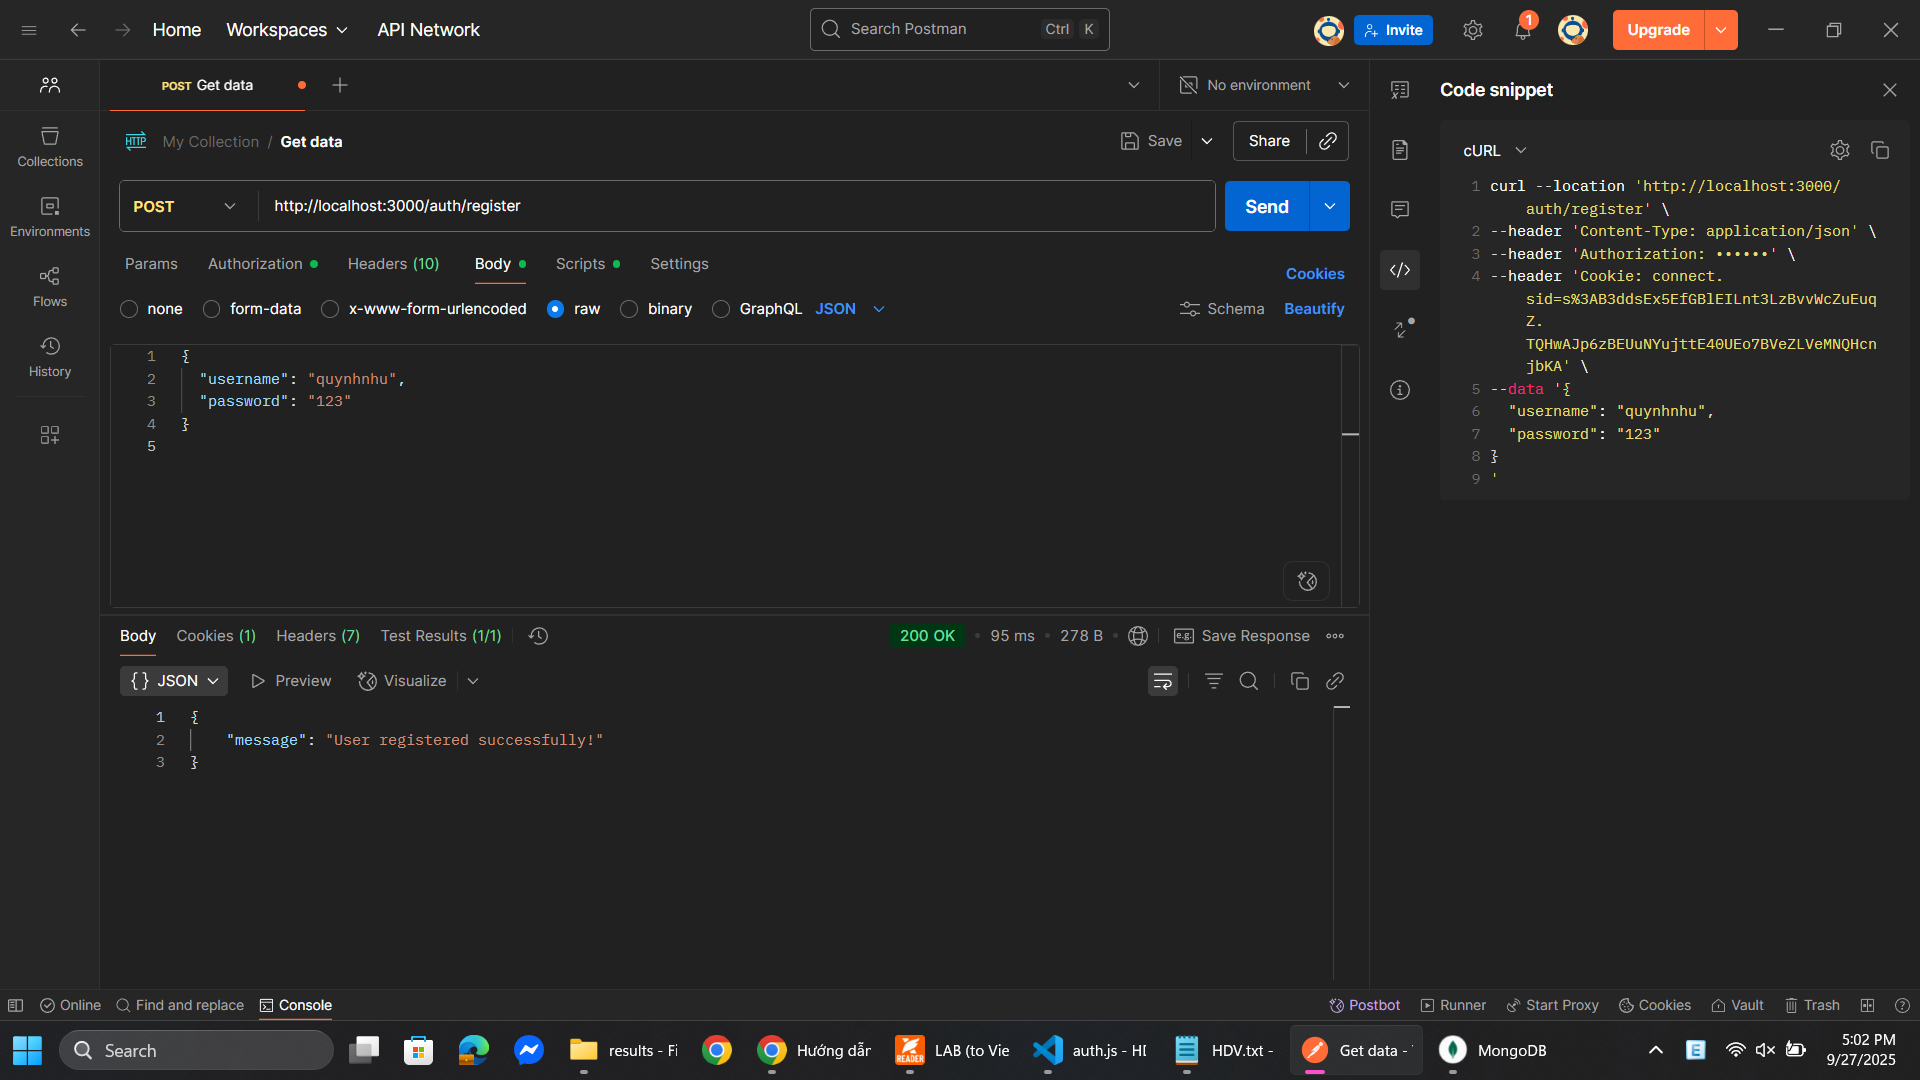 Home Workspaces API Network
Search Postman Ctrl K
Invite 1 Upgrade
POST Get data
No environment
Code snippet
Collections
Environments
Flows
History
HTTP My Collection / Get data
Save Share
POST http://localhost:3000/auth/register Send
Params Authorization Headers (10) Body Scripts Settings Cookies
none form-data x-www-form-urlencoded raw binary GraphQL JSON Schema Beautify
1 {
2 "username": "quynhnhu",
3 "password": "123"
4 }
5
cURL
1 curl --location 'http://localhost:3000/
auth/register' \
2 --header 'Content-Type: application/json' \
3 --header 'Authorization: ••••••' \
4 --header 'Cookie: connect.
sid=s%3AB3ddsEx5EfGBlEILnt3LzBvvWcZuEuq
Z.
TQHwAJp6zBEUuNYujttE40UEo7BVeZLVeMNQHcn
jbKA' \
5 --data '{
6 "username": "quynhnhu",
7 "password": "123"
8 }
9 '
Body Cookies (1) Headers (7) Test Results (1/1) 200 OK • 95 ms • 278 B • e.g. Save Response
{} JSON Preview Visualize
1 {
2 "message": "User registered successfully!"
3 }
Online Find and replace Console
Postbot Runner Start Proxy Cookies Vault Trash
Search
results - Fi
Hướng dẫn
READER LAB (to Vie
auth.js - HI
HDV.txt -
Get data -
MongoDB
E
5:02 PM
9/27/2025